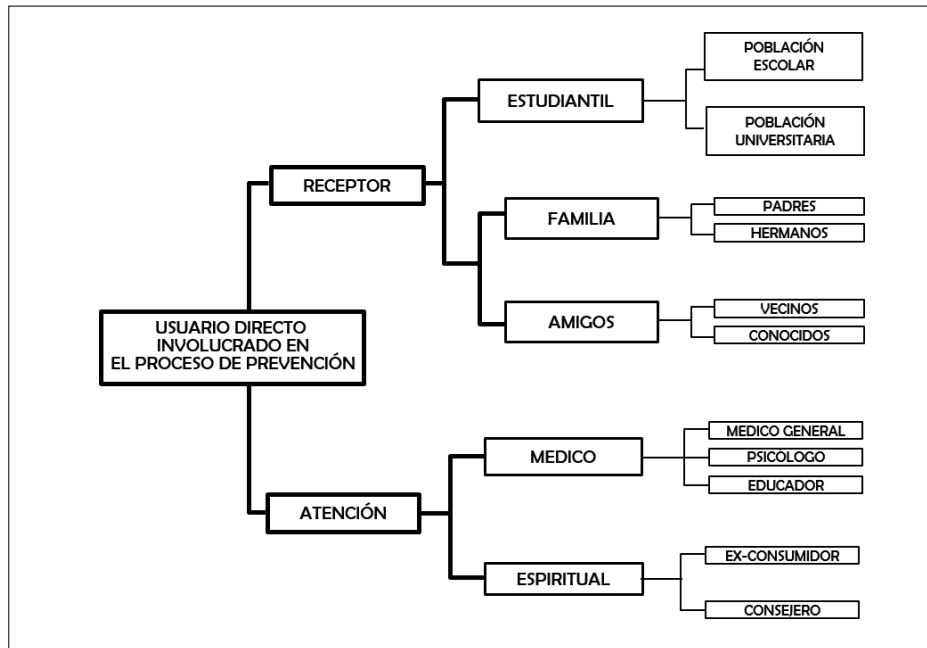 POBLACIÓN
ESCOLAR
ESTUDIANTIL
POBLACIÓN
UNIVERSITARIA
RECEPTOR
FAMILIA
PADRES
HERMANOS
AMIGOS
VECINOS
CONOCIDOS
USUARIO DIRECTO
INVOLUCRADO EN
EL PROCESO DE PREVENCIÓN
MEDICO
MEDICO GENERAL
PSICÓLOGO
EDUCADOR
ATENCIÓN
ESPIRITUAL
EX-CONSUMIDOR
CONSEJERO